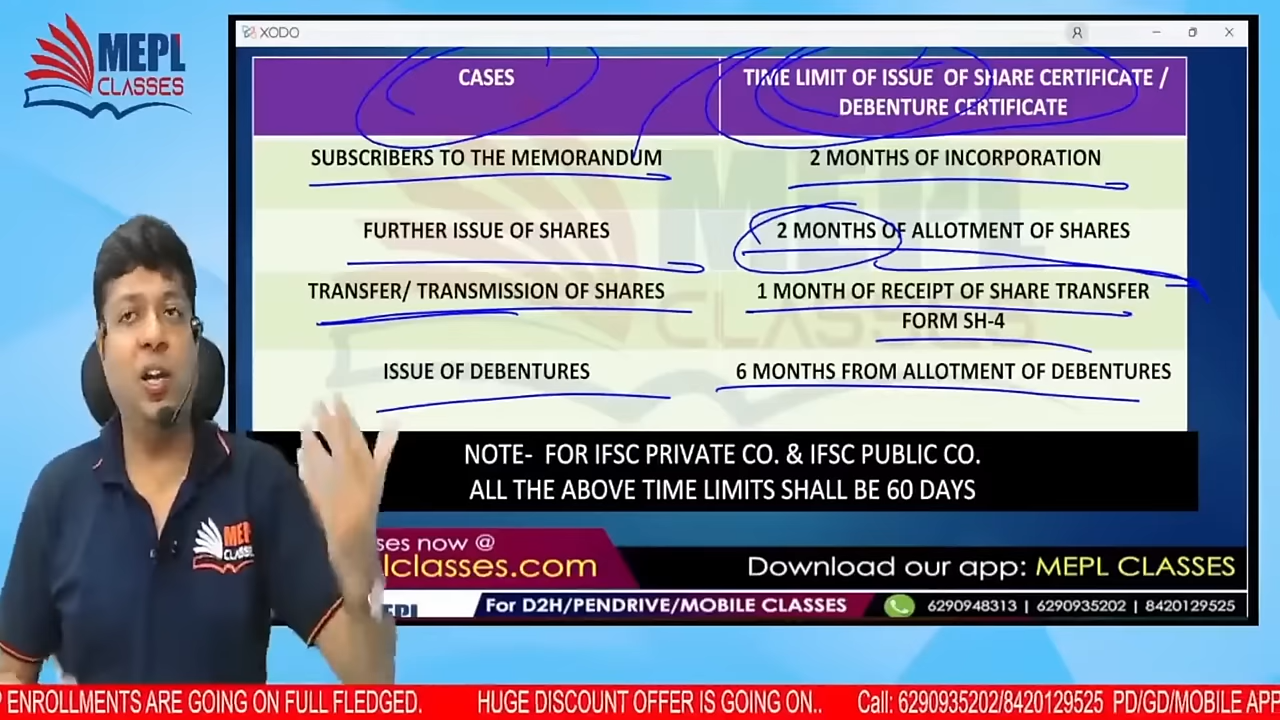 MEPL
CLASSES
XODO
CASES
TIME LIMIT OF ISSUE OF SHARE CERTIFICATE /
DEBENTURE CERTIFICATE
SUBSCRIBERS TO THE MEMORANDUM
2 MONTHS OF INCORPORATION
FURTHER ISSUE OF SHARES
2 MONTHS OF ALLOTMENT OF SHARES
TRANSFER/ TRANSMISSION OF SHARES
1 MONTH OF RECEIPT OF SHARE TRANSFER
FORM SH-4
ISSUE OF DEBENTURES
6 MONTHS FROM ALLOTMENT OF DEBENTURES
NOTE- FOR IFSC PRIVATE CO. & IFSC PUBLIC CO.
ALL THE ABOVE TIME LIMITS SHALL BE 60 DAYS
MEPL
CLASSES
ses now @
lclasses.com
Download our app: MEPL CLASSES
MEPL
For D2H/PENDRIVE/MOBILE CLASSES
6290948313 | 6290935202 | 8420129525
P ENROLLMENTS ARE GOING ON FULL FLEDGED. HUGE DISCOUNT OFFER IS GOING ON.. Call: 6290935202/8420129525 PD/GD/MOBILE APP